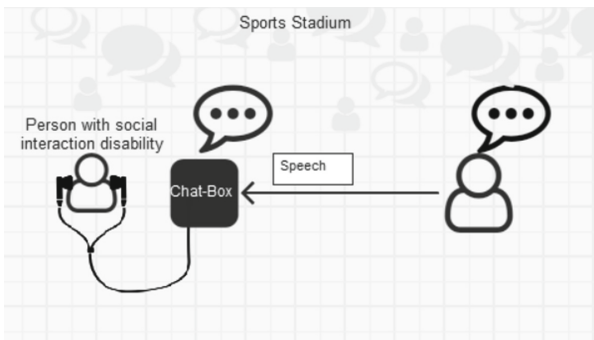 Sports Stadium
Person with social
interaction disability
Chat-Box
Speech